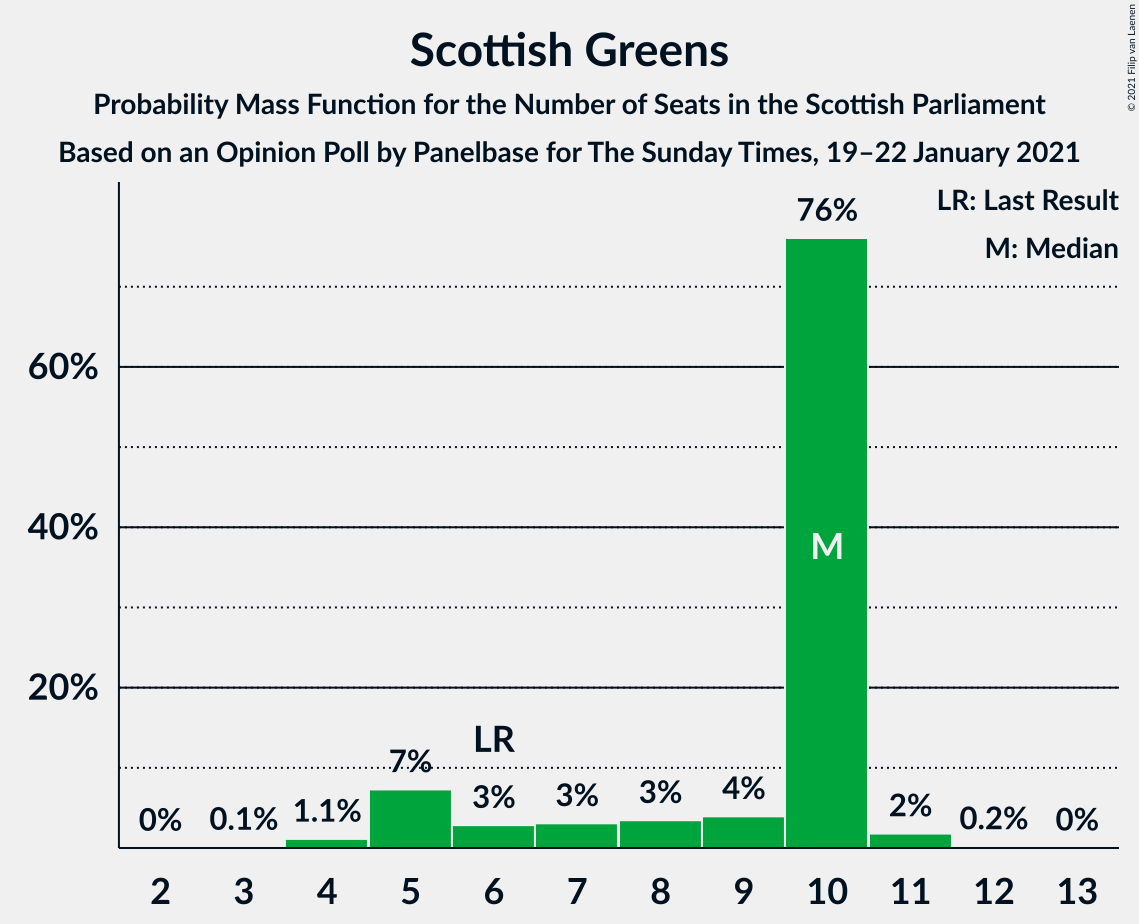 Scottish Greens
Probability Mass Function for the Number of Seats in the Scottish Parliament
Based on an Opinion Poll by Panelbase for The Sunday Times, 19–22 January 2021
© 2021 Filip van Laenen
LR: Last Result
M: Median
76%
60%
40%
20%
M
LR
0%
0.1%
1.1%
7%
3%
3%
3%
4%
2%
0.2%
0%
2 3 4 5 6 7 8 9 10 11 12 13